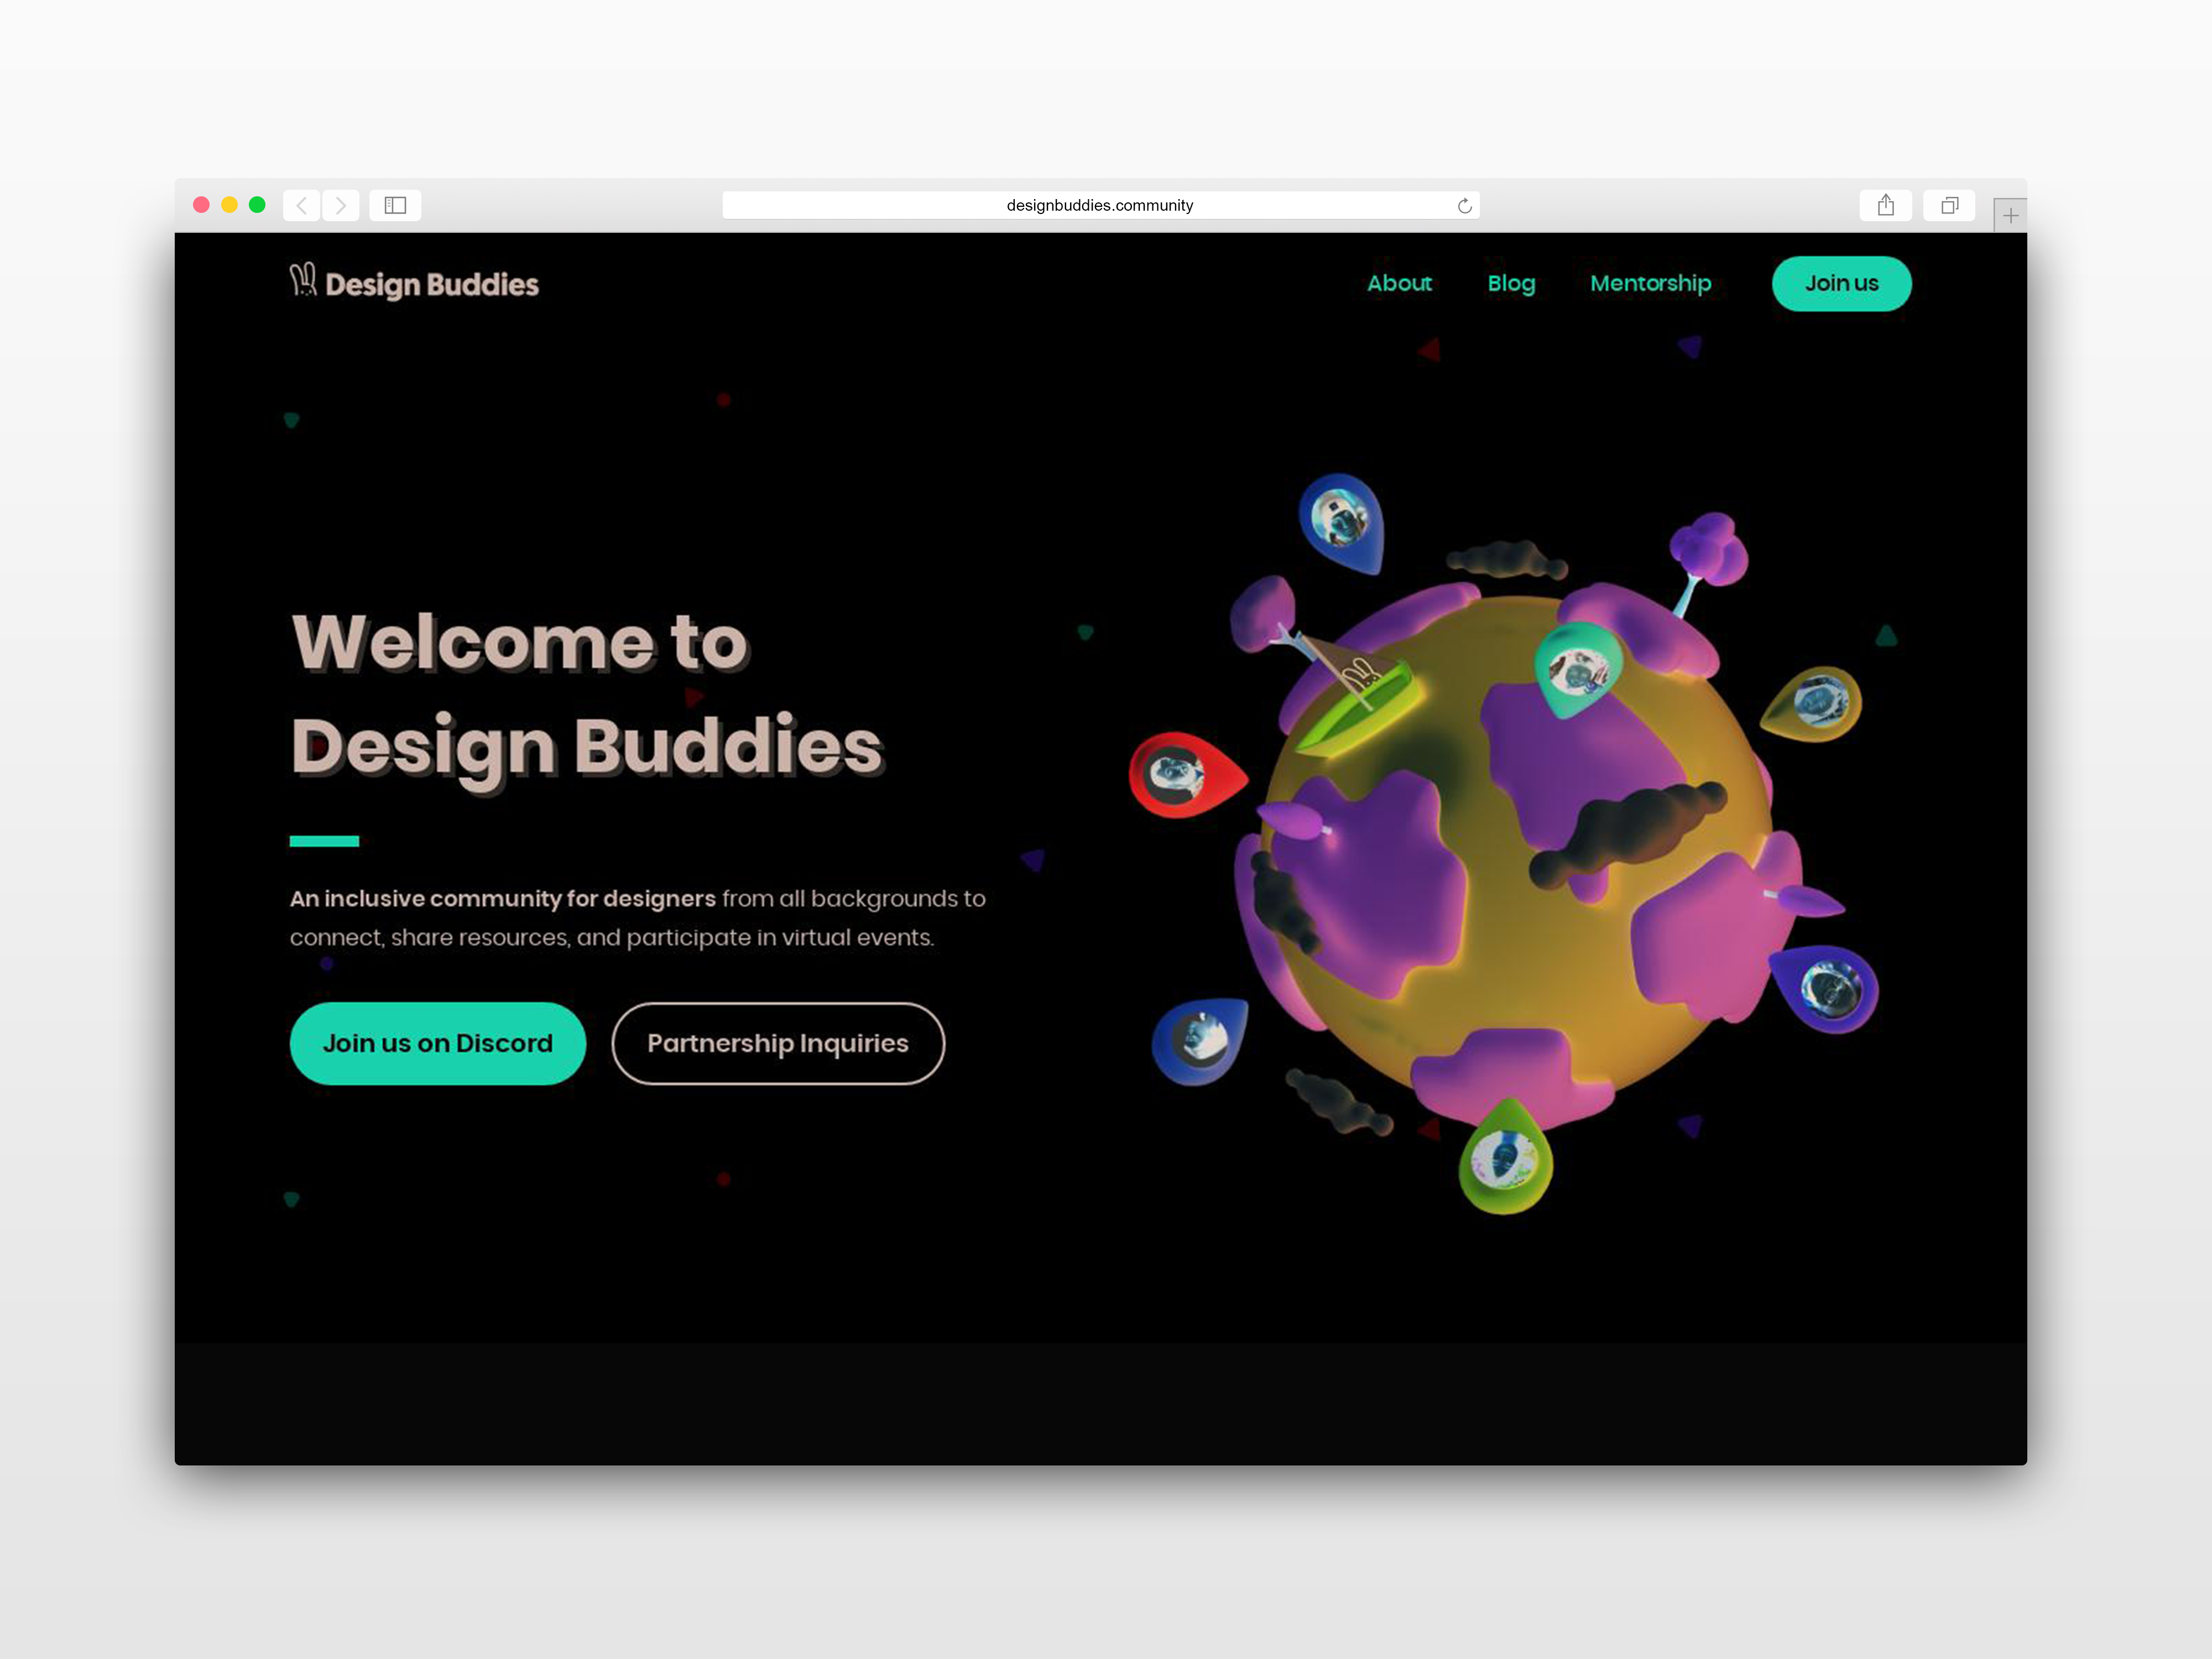 designbuddies.community
Design Buddies
About
Blog
Mentorship
Join us
Welcome to
Design Buddies
An inclusive community for designers from all backgrounds to
connect, share resources, and participate in virtual events.
Join us on Discord
Partnership Inquiries